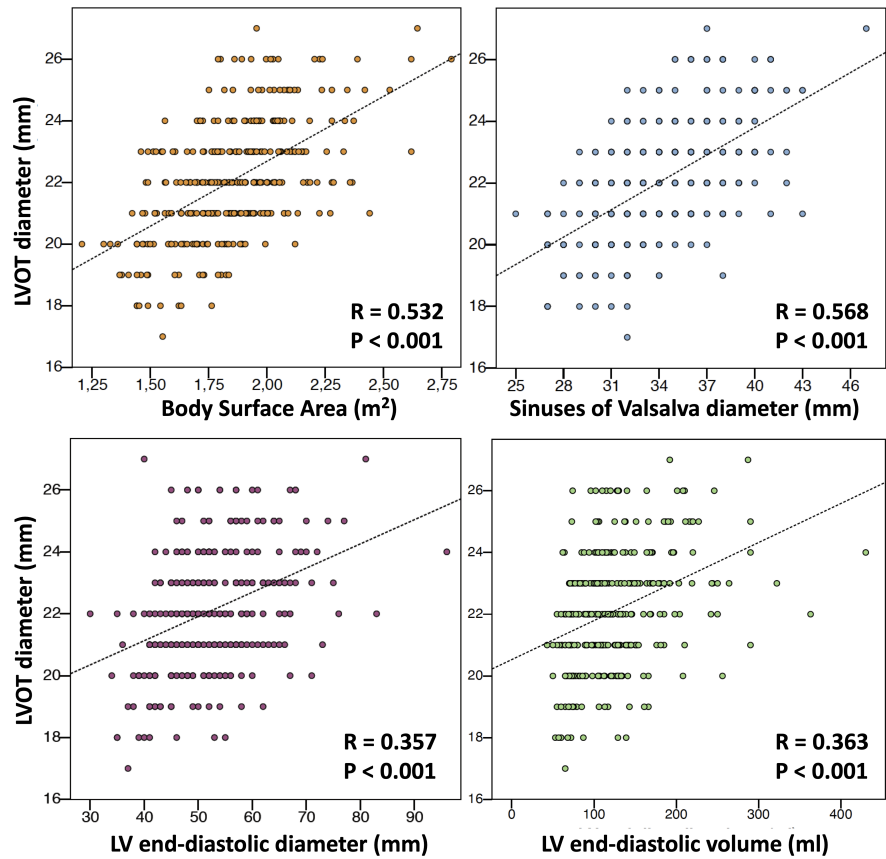 LVOT diameter (mm)
26
24
22
20
18
16
1,25 1,50 1,75 2,00 2,25 2,50 2,75
Body Surface Area (m²)
R = 0.532
P < 0.001
26
24
22
20
18
16
25 28 31 34 37 40 43 46
Sinuses of Valsalva diameter (mm)
R = 0.568
P < 0.001
LVOT diameter (mm)
26
24
22
20
18
16
30 40 50 60 70 80 90
LV end-diastolic diameter (mm)
R = 0.357
P < 0.001
26
24
22
20
18
16
0 100 200 300 400
LV end-diastolic volume (ml)
R = 0.363
P < 0.001